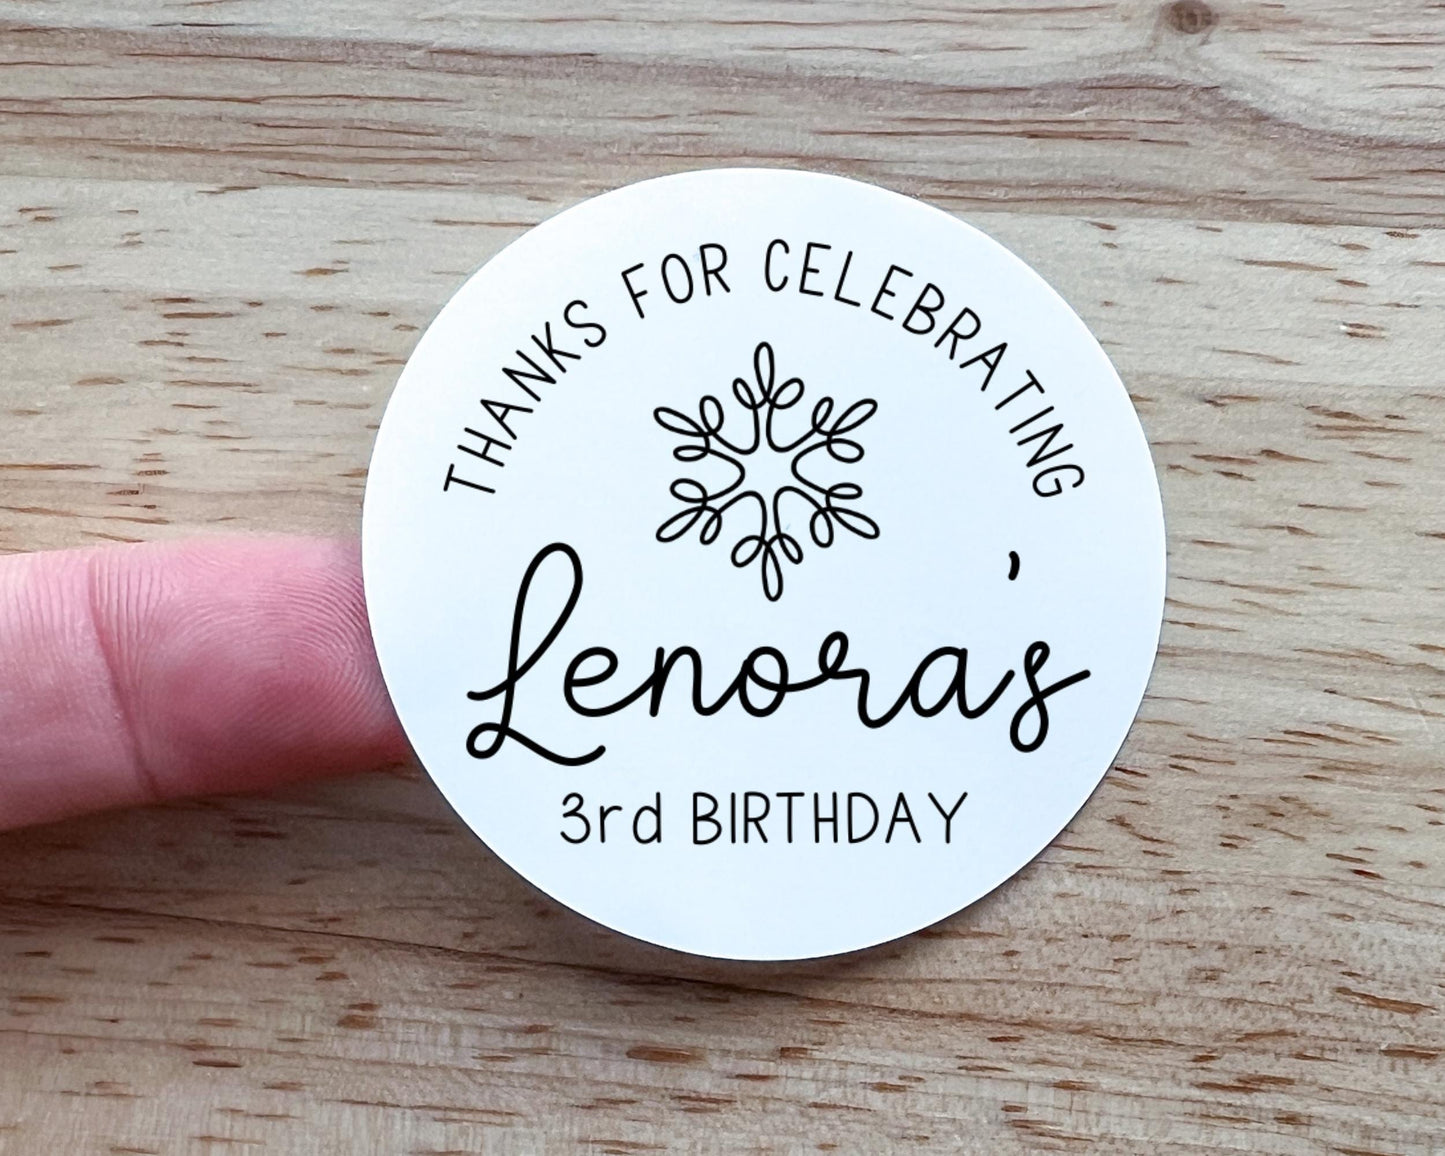 THANKS FOR CELEBRATING
Lenora's
3rd BIRTHDAY